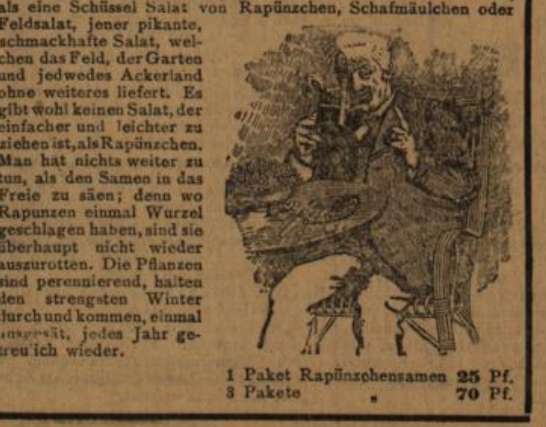 als eine Schüssel Salat von Rapünzchen, Schafmäulchen oder
Feldsalat, jener pikante,
schmackhafte Salat, wel-
chen das Feld, der Garten
und jedwedes Ackerland
ohne weiteres liefert. Es
gibt wohl keinen Salat, der
einfacher und leichter zu
ziehen ist, als Rapünzchen.
Man hat nichts weiter zu
tun, als den Samen in das
Freie zu säen; denn wo
Rapunzen einmal Wurzel
geschlagen haben, sind sie
überhaupt nicht wieder
auszurotten. Die Pflanzen
sind perennierend, halten
den strengsten Winter
durch und kommen, einmal
ausgesät, jedes Jahr ge-
treulich wieder.
1 Paket Rapünzchensamen 25 Pf.
3 Pakete „ 70 Pf.